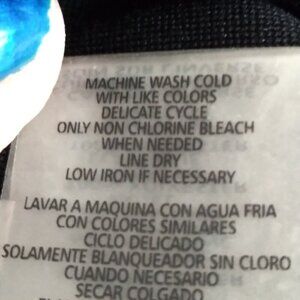 MACHINE WASH COLD
WITH LIKE COLORS
DELICATE CYCLE
ONLY NON CHLORINE BLEACH
WHEN NEEDED
LINE DRY
LOW IRON IF NECESSARY
LAVAR A MAQUINA CON AGUA FRIA
CON COLORES SIMILARES
CICLO DELICADO
SOLAMENTE BLANQUEADOR SIN CLORO
CUANDO NECESARIO
SECAR COLGADO